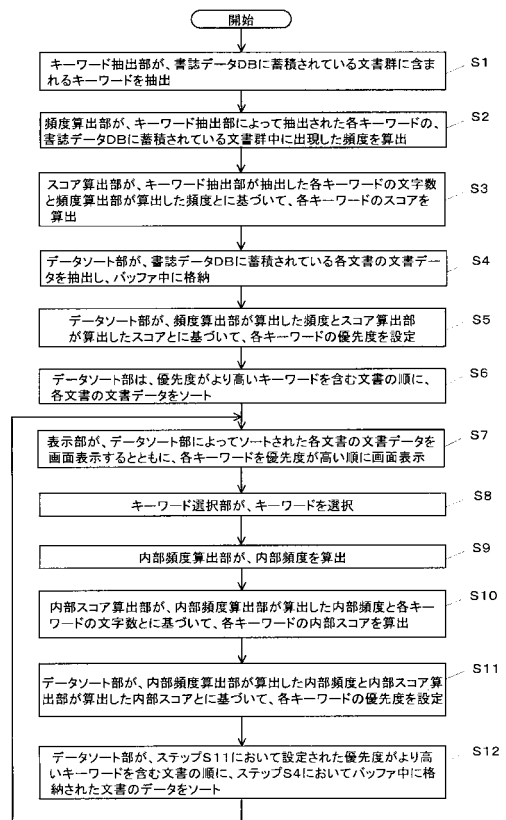 開始
キーワード抽出部が、書誌データDBに蓄積されている文書群に含ま
れるキーワードを抽出
S1
頻度算出部が、キーワード抽出部によって抽出された各キーワードの、
書誌データDBに蓄積されている文書群中に出現した頻度を算出
S2
スコア算出部が、キーワード抽出部が抽出した各キーワードの文字数
と頻度算出部が算出した頻度とに基づいて、各キーワードのスコアを
算出
S3
データソート部が、書誌データDBに蓄積されている各文書の文書デー
タを抽出し、バッファ中に格納
S4
データソート部が、頻度算出部が算出した頻度とスコア算出部
が算出したスコアとに基づいて、各キーワードの優先度を設定
S5
データソート部は、優先度がより高いキーワードを含む文書の順に、
各文書の文書データをソート
S6
表示部が、データソート部によってソートされた各文書の文書データを
画面表示するとともに、各キーワードを優先度が高い順に画面表示
S7
キーワード選択部が、キーワードを選択
S8
内部頻度算出部が、内部頻度を算出
S9
内部スコア算出部が、内部頻度算出部が算出した内部頻度と各キー
ワードの文字数とに基づいて、各キーワードの内部スコアを算出
S10
データソート部が、内部頻度算出部が算出した内部頻度と内部スコア算
出部が算出した内部スコアとに基づいて、各キーワードの優先度を設定
S11
データソート部が、ステップS11において設定された優先度がより高
いキーワードを含む文書の順に、ステップS4においてバッファ中に格
納された文書のデータをソート
S12